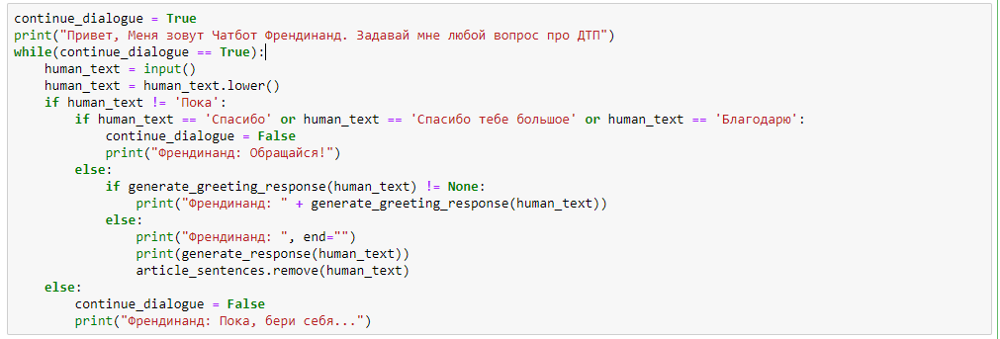 continue_dialogue = True
print("Привет, Меня зовут Чатбот Френдинанд. Задавай мне любой вопрос про ДТП")
while(continue_dialogue == True):
    human_text = input()
    human_text = human_text.lower()
    if human_text != 'Пока':
        if human_text == 'Спасибо' or human_text == 'Спасибо тебе большое' or human_text == 'Благодарю':
            continue_dialogue = False
            print("Френдинанд: Обращайся!")
        else:
            if generate_greeting_response(human_text) != None:
                print("Френдинанд: " + generate_greeting_response(human_text))
            else:
                print("Френдинанд: ", end="")
                print(generate_response(human_text))
                article_sentences.remove(human_text)
    else:
        continue_dialogue = False
        print("Френдинанд: Пока, бери себя...")